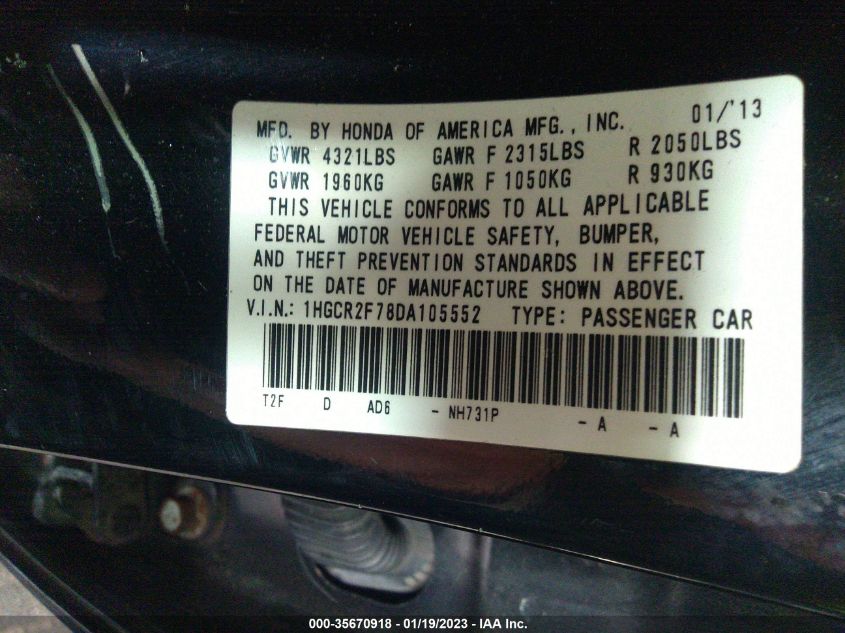 MFD. BY HONDA OF AMERICA MFG., INC. 01/'13
GVWR 4321LBS GAWR F 2315LBS R 2050LBS
GVWR 1960KG GAWR F 1050KG R 930KG
THIS VEHICLE CONFORMS TO ALL APPLICABLE
FEDERAL MOTOR VEHICLE SAFETY, BUMPER,
AND THEFT PREVENTION STANDARDS IN EFFECT
ON THE DATE OF MANUFACTURE SHOWN ABOVE.
V.I.N.: 1HGCR2F78DA105552 TYPE: PASSENGER CAR
T2F D AD6 - NH731P - A - A
000-35670918 - 01/19/2023 - IAA Inc.